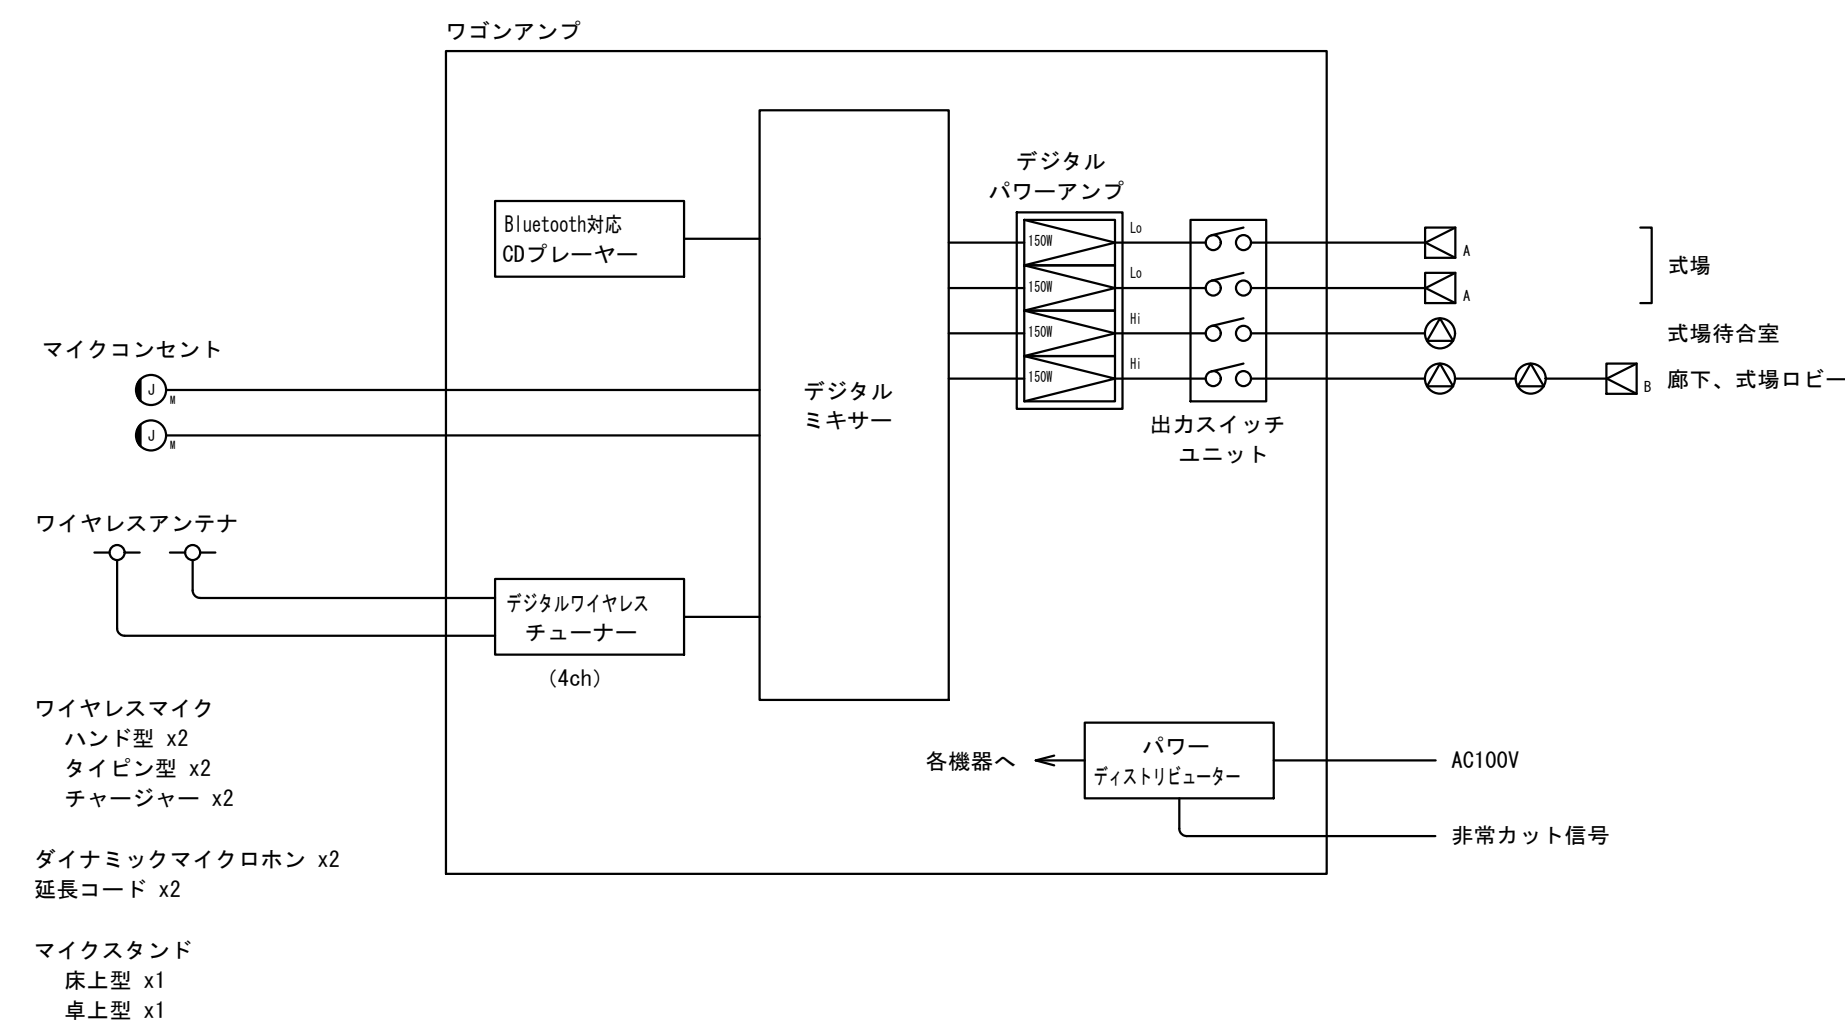 ワゴンアンプ
デジタル
パワーアンプ
Bluetooth対応
CDプレーヤー
150W
Lo
A
150W
Lo
A
式場
150W
Hi
式場待合室
150W
Hi
B
廊下、式場ロビー
マイクコンセント
J
M
J
M
デジタル
ミキサー
出力スイッチ
ユニット
ワイヤレスアンテナ
デジタルワイヤレス
チューナー
(4ch)
ワイヤレスマイク
ハンド型 x2
タイピン型 x2
チャージャー x2
各機器へ
パワー
ディストリビューター
AC100V
非常カット信号
ダイナミックマイクロホン x2
延長コード x2
マイクスタンド
床上型 x1
卓上型 x1